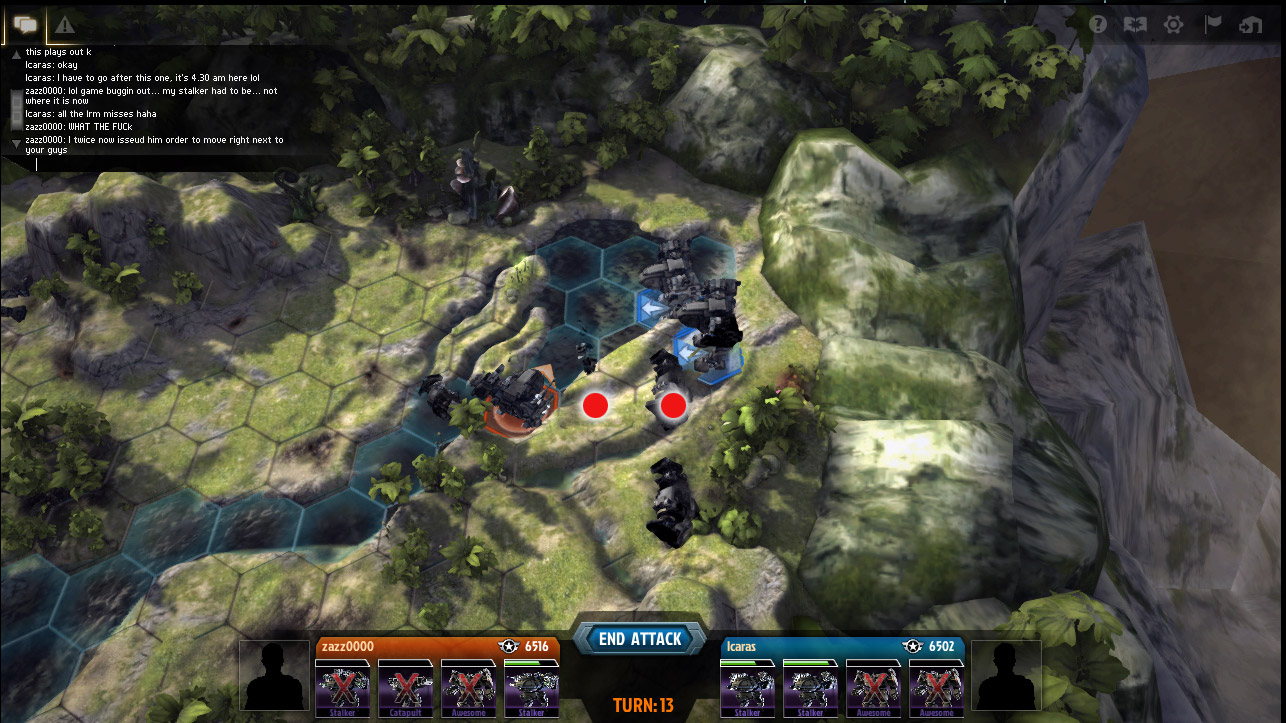 this plays out k
Icaras: okay
Icaras: I have to go after this one, it's 4.30 am here lol
zazz0000: lol game buggin out... my stalker had to be... not
where it is now
Icaras: all the lrm misses haha
zazz0000: WHAT THE FUCk
zazz0000: I twice now isseud him order to move right next to
your guys
?
END ATTACK
zazz0000 6516
Icaras 6502
Stalker Catapult Awesome Stalker
TURN: 13
Stalker Stalker Awesome Awesome